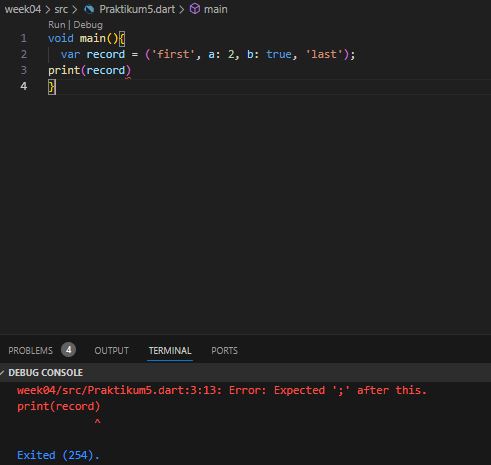 week04 > src > Praktikum5.dart > main
Run | Debug
1 void main(){
2 var record = ('first', a: 2, b: true, 'last');
3 print(record)
4 }
PROBLEMS 4 OUTPUT TERMINAL PORTS
DEBUG CONSOLE
week04/src/Praktikum5.dart:3:13: Error: Expected ';' after this.
print(record)
^
Exited (254).